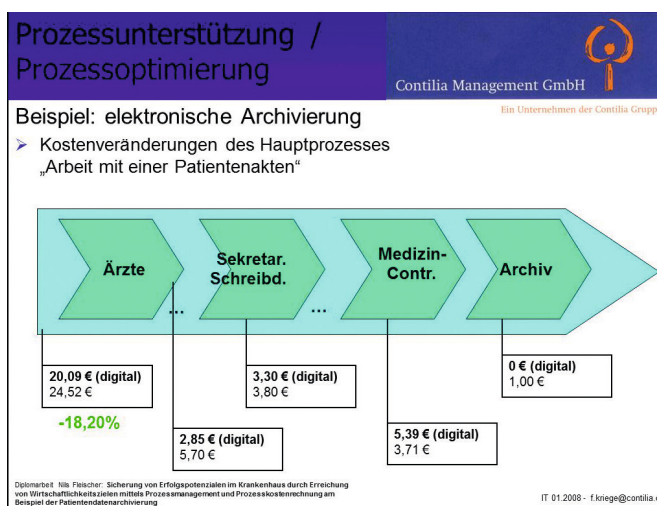 Prozessunterstützung /
Prozessoptimierung
Contilia Management GmbH
Ein Unternehmen der Contilia Grupp
Beispiel: elektronische Archivierung
Kostenveränderungen des Hauptprozesses
„Arbeit mit einer Patientenakten“
Ärzte
...
Sekretar.
Schreibd.
...
Medizin-
Contr.
Archiv
20,09 € (digital)
24,52 €
-18,20%
2,85 € (digital)
5,70 €
3,30 € (digital)
3,80 €
5,39 € (digital)
3,71 €
0 € (digital)
1,00 €
Diplomarbeit Nils Fleischer: Sicherung von Erfolgspotenzialen im Krankenhaus durch Erreichung
von Wirtschaftlichkeitszielen mittels Prozessmanagement und Prozesskostenrechnung am
Beispiel der Patientendatenarchivierung
IT 01.2008 - f.kriege@contilia.